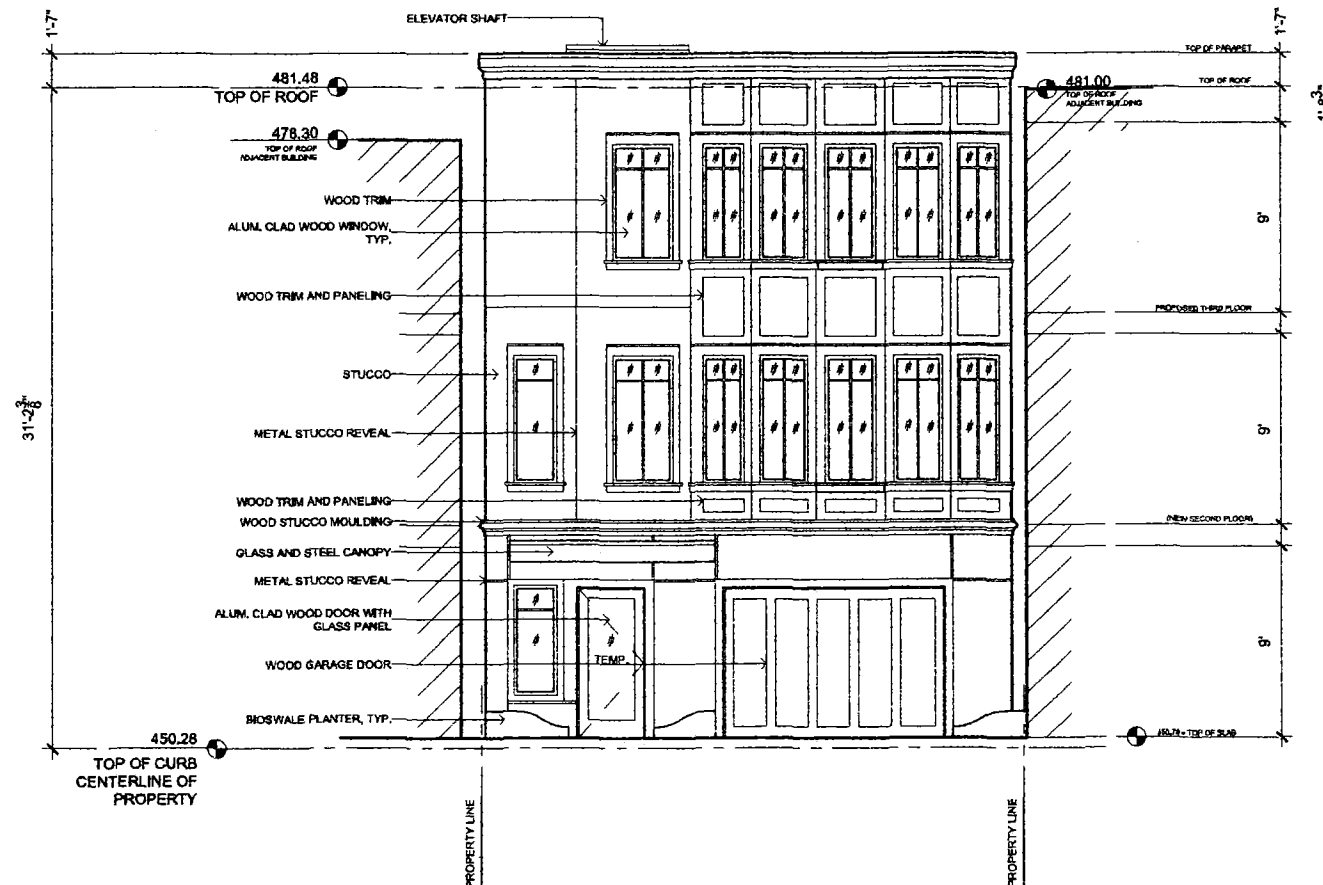 ELEVATOR SHAFT
1'-7"
1'-7"
TOP OF PARAPET
481.48
TOP OF ROOF
481.00
TOP OF ROOF
ADJACENT BUILDING
TOP OF ROOF
478.30
TOP OF ROOF
ADJACENT BUILDING
WOOD TRIM
ALUM. CLAD WOOD WINDOW,
TYP.
9'
WOOD TRIM AND PANELING
PROPOSED THIRD FLOOR
STUCCO
31'-2 3/8"
METAL STUCCO REVEAL
9'
WOOD TRIM AND PANELING
WOOD STUCCO MOULDING
(NEW SECOND FLOOR)
GLASS AND STEEL CANOPY
METAL STUCCO REVEAL
ALUM. CLAD WOOD DOOR WITH
GLASS PANEL
9'
TEMP.
WOOD GARAGE DOOR
BIOSWALE PLANTER, TYP.
450.28
TOP OF CURB
CENTERLINE OF
PROPERTY
= TOP OF SLAB
PROPERTY LINE
PROPERTY LINE